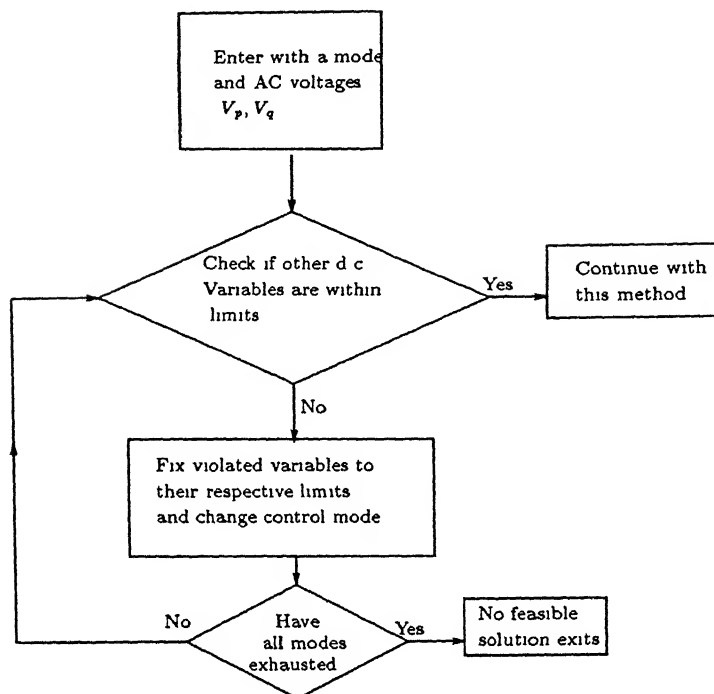 Enter with a mode
and AC voltages
V_p, V_q
Check if other d c
Variables are within
limits
Yes
Continue with
this method
No
Fix violated variables to
their respective limits
and change control mode
No
Have
all modes
exhausted
Yes
No feasible
solution exits